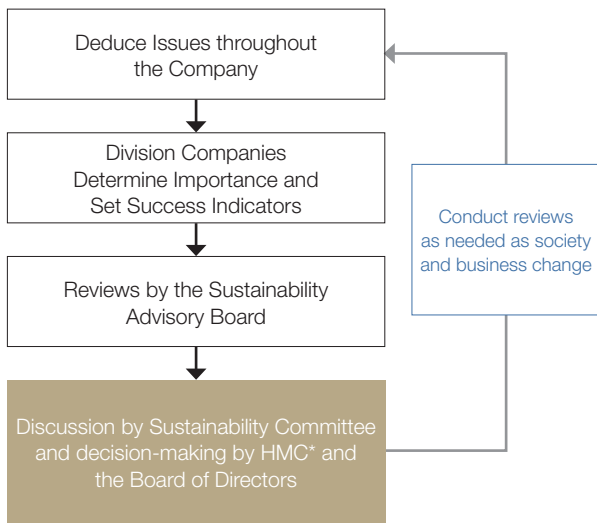 Deduce Issues throughout
the Company
Division Companies
Determine Importance and
Set Success Indicators
Reviews by the Sustainability
Advisory Board
Discussion by Sustainability Committee
and decision-making by HMC* and
the Board of Directors
Conduct reviews
as needed as society
and business change